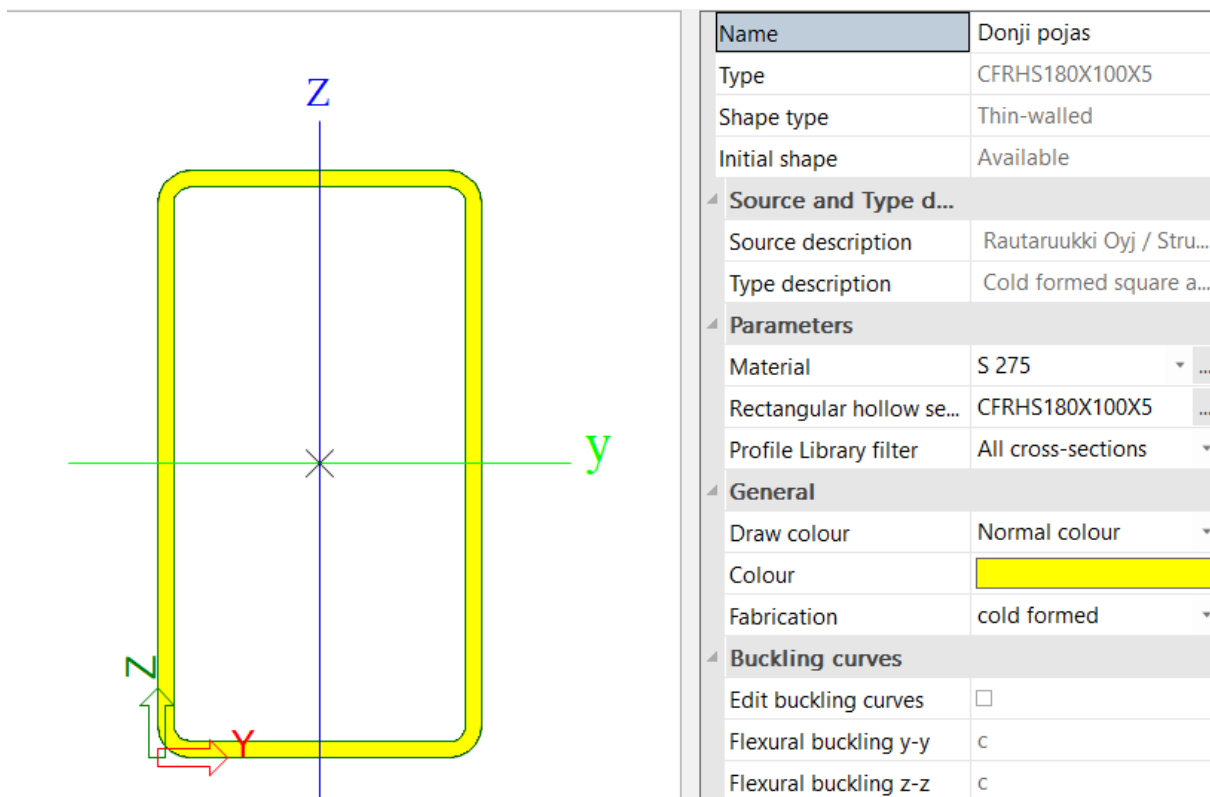 Z
y
Z
Y
Name Donji pojas
Type CFRHS180X100X5
Shape type Thin-walled
Initial shape Available
Source and Type d...
Source description Rautaruukki Oyj / Stru...
Type description Cold formed square a...
Parameters
Material S 275 ...
Rectangular hollow se... CFRHS180X100X5 ...
Profile Library filter All cross-sections
General
Draw colour Normal colour
Colour
Fabrication cold formed
Buckling curves
Edit buckling curves
Flexural buckling y-y c
Flexural buckling z-z c